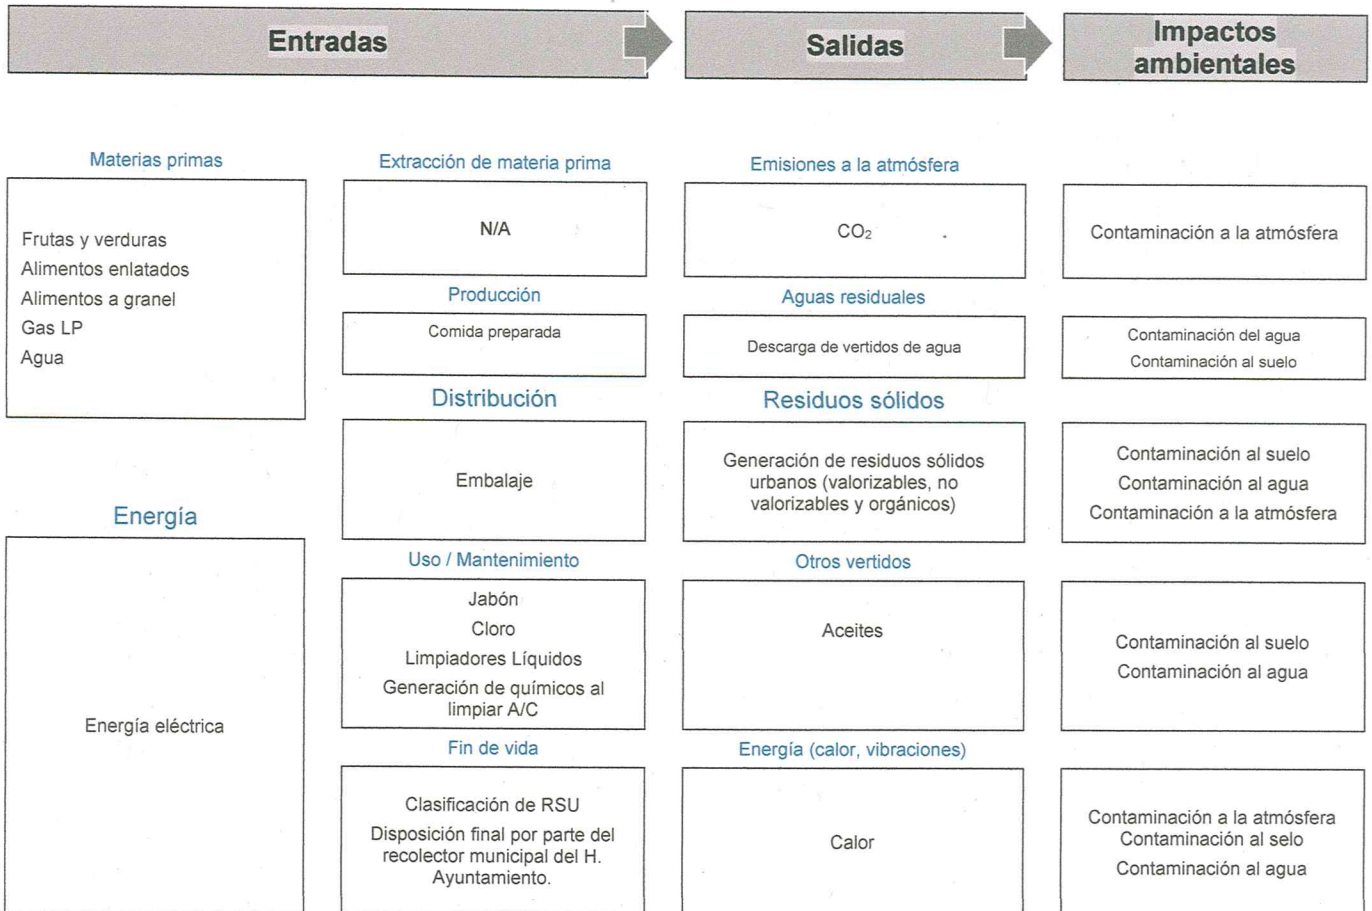 Entradas
Salidas
Impactos
ambientales
Materias primas
Frutas y verduras
Alimentos enlatados
Alimentos a granel
Gas LP
Agua
Energía
Energía eléctrica
Extracción de materia prima
N/A
Producción
Comida preparada
Distribución
Embalaje
Uso / Mantenimiento
Jabón
Cloro
Limpiadores Líquidos
Generación de químicos al
limpiar A/C
Fin de vida
Clasificación de RSU
Disposición final por parte del
recolector municipal del H.
Ayuntamiento.
Emisiones a la atmósfera
CO₂
Aguas residuales
Descarga de vertidos de agua
Residuos sólidos
Generación de residuos sólidos
urbanos (valorizables, no
valorizables y orgánicos)
Otros vertidos
Aceites
Energía (calor, vibraciones)
Calor
Contaminación a la atmósfera
Contaminación del agua
Contaminación al suelo
Contaminación al suelo
Contaminación al agua
Contaminación a la atmósfera
Contaminación al suelo
Contaminación al agua
Contaminación a la atmósfera
Contaminación al selo
Contaminación al agua